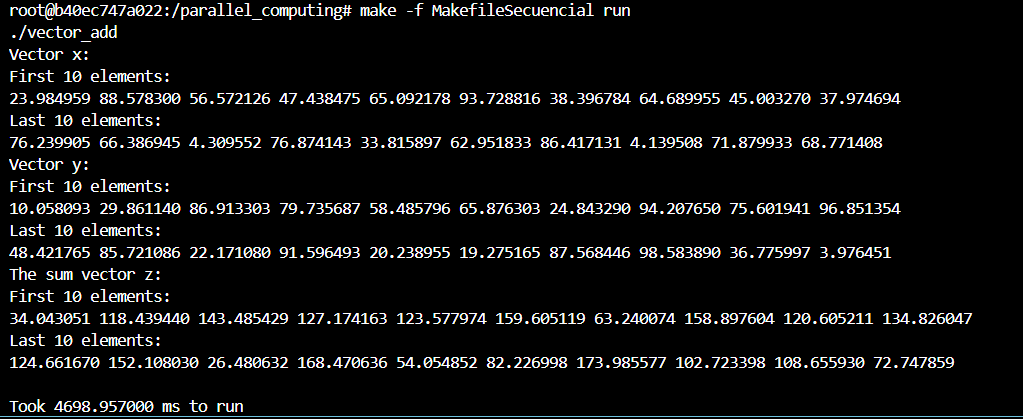 root@b40ec747a022:/parallel_computing# make -f MakefileSecuencial run
./vector_add
Vector x:
First 10 elements:
23.984959 88.578300 56.572126 47.438475 65.092178 93.728816 38.396784 64.689955 45.003270 37.974694
Last 10 elements:
76.239905 66.386945 4.309552 76.874143 33.815897 62.951833 86.417131 4.139508 71.879933 68.771408
Vector y:
First 10 elements:
10.058093 29.861140 86.913303 79.735687 58.485796 65.876303 24.843290 94.207650 75.601941 96.851354
Last 10 elements:
48.421765 85.721086 22.171080 91.596493 20.238955 19.275165 87.568446 98.583890 36.775997 3.976451
The sum vector z:
First 10 elements:
34.043051 118.439440 143.485429 127.174163 123.577974 159.605119 63.240074 158.897604 120.605211 134.826047
Last 10 elements:
124.661670 152.108030 26.480632 168.470636 54.054852 82.226998 173.985577 102.723398 108.655930 72.747859
Took 4698.957000 ms to run